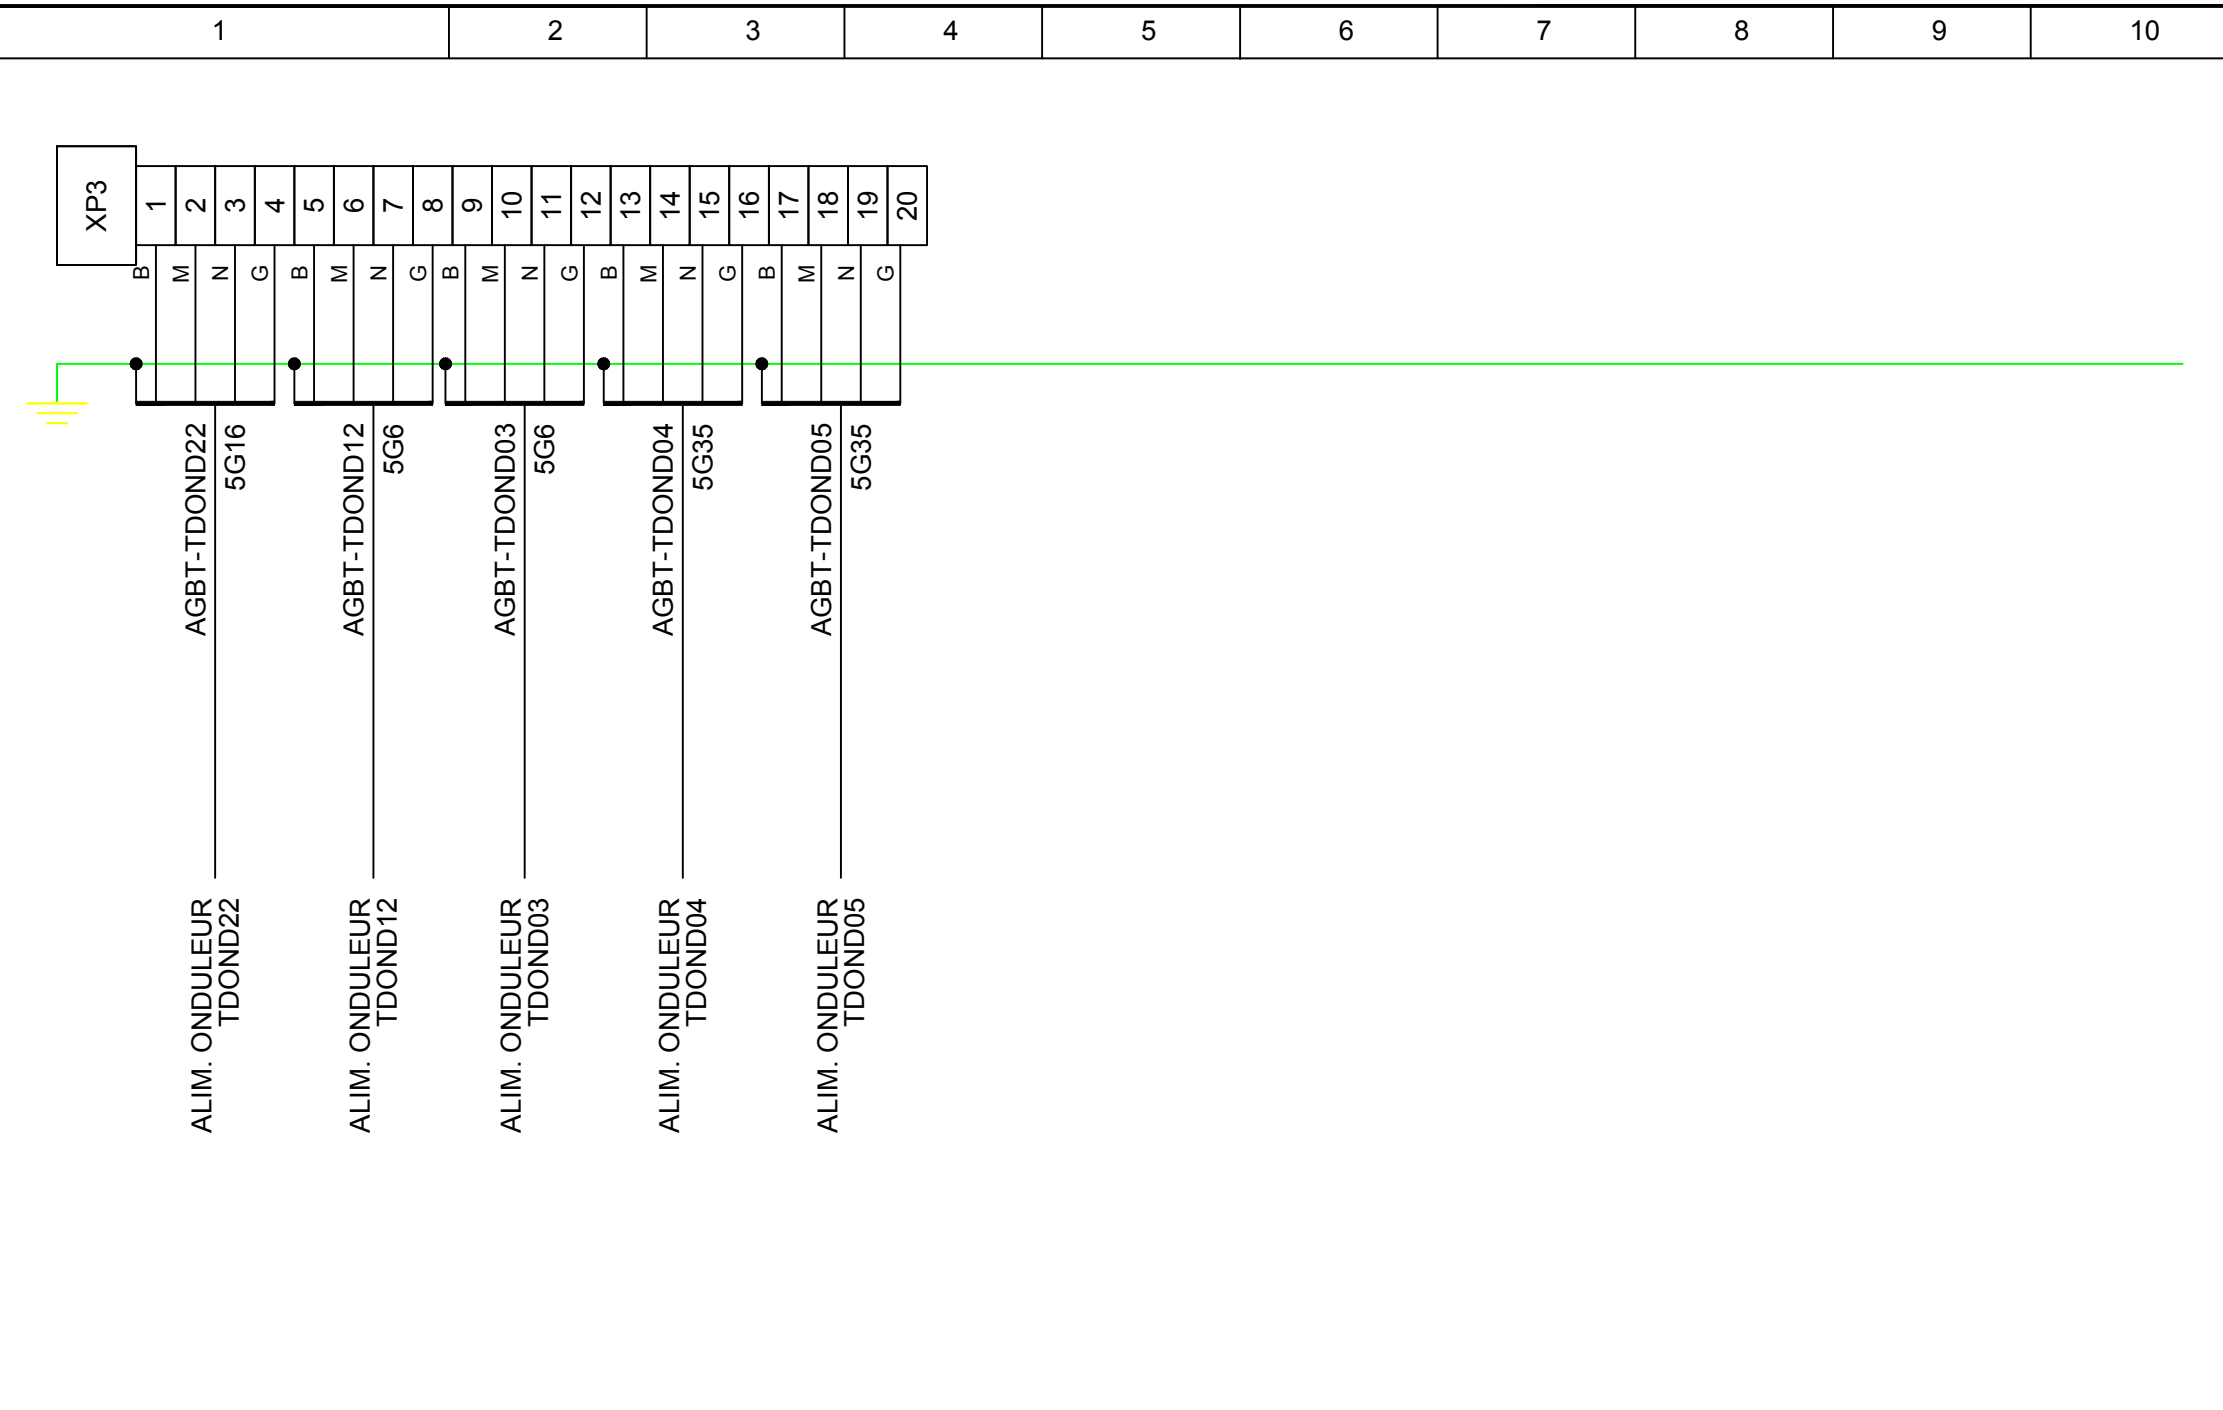 1 2 3 4 5 6 7 8 9 10
XP3
1 2 3 4 5 6 7 8 9 10 11 12 13 14 15 16 17 18 19 20
B M N G B M N G B M N G B M N G B M N G
AGBT-TDOND22
5G16
AGBT-TDOND12
5G6
AGBT-TDOND03
5G6
AGBT-TDOND04
5G35
AGBT-TDOND05
5G35
ALIM. ONDULEUR
TDOND22
ALIM. ONDULEUR
TDOND12
ALIM. ONDULEUR
TDOND03
ALIM. ONDULEUR
TDOND04
ALIM. ONDULEUR
TDOND05